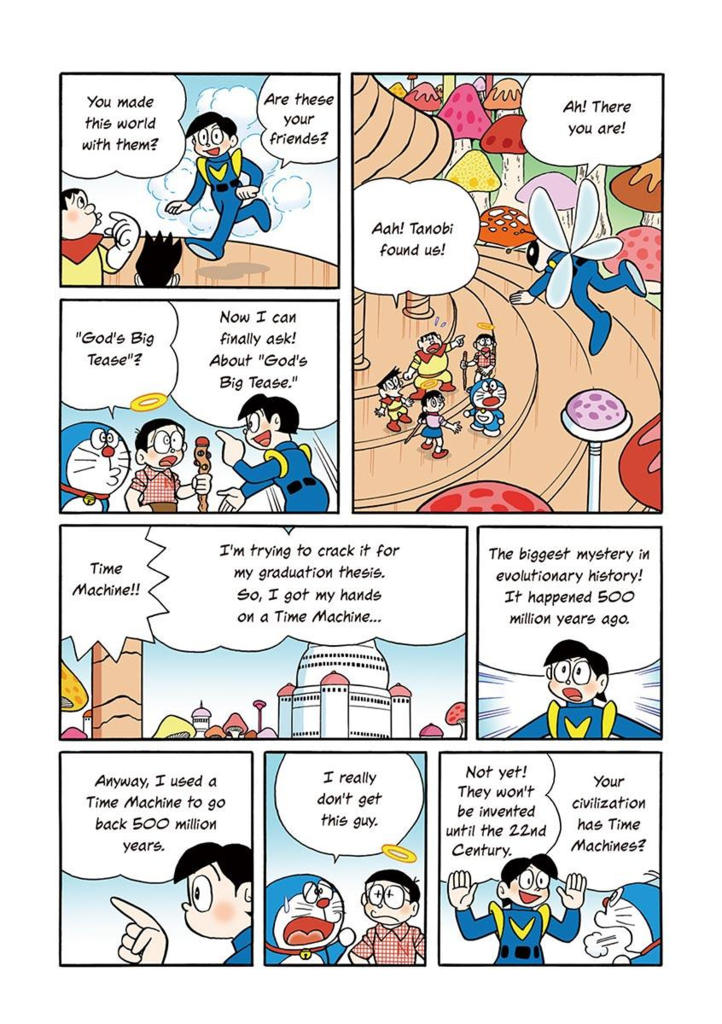 Ah! There
you are!
Aah! Tanobi
found us!
Are these
your
friends?
You made
this world
with them?
Now I can
finally ask!
About "God's
Big Tease."
"God's Big
Tease"?
The biggest mystery in
evolutionary history!
It happened 500
million years ago.
I'm trying to crack it for
my graduation thesis.
So, I got my hands
on a Time Machine...
Time
Machine!!
Your
civilization
has Time
Machines?
Not yet!
They won't
be invented
until the 22nd
Century.
I really
don't get
this guy.
Anyway, I used a
Time Machine to go
back 500 million
years.